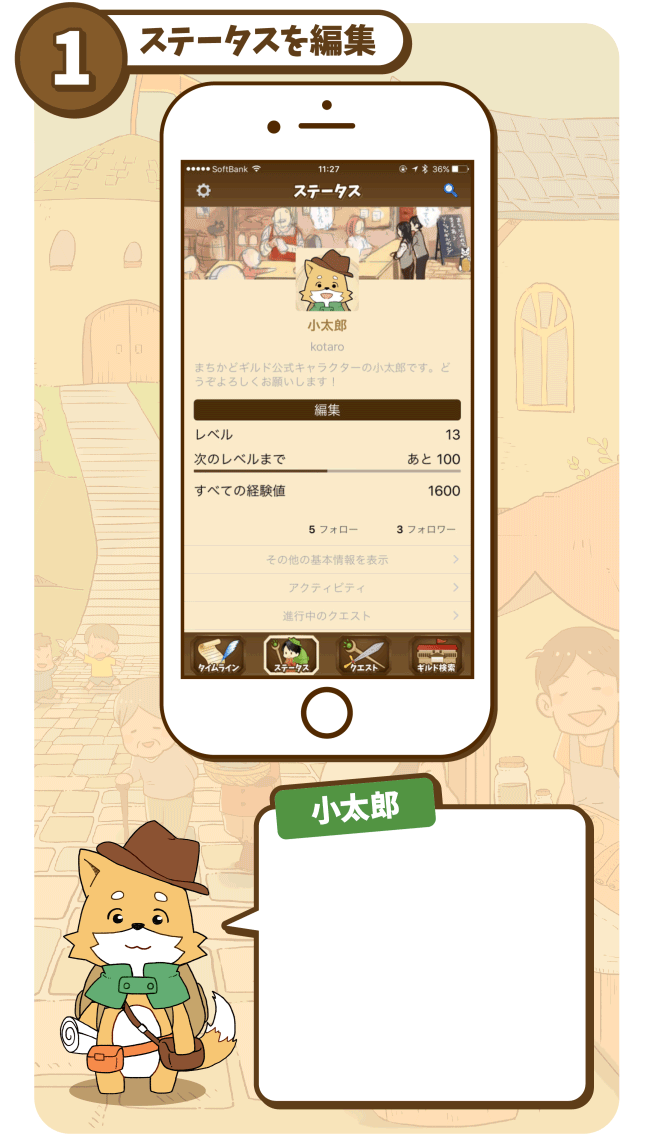 1
ステータスを編集
SoftBank 11:27 36%
ステータス
小太郎
kotaro
まちかどギルド公式キャラクターの小太郎です。ど
うぞよろしくお願いします！
編集
レベル 13
次のレベルまで あと 100
すべての経験値 1600
5 フォロー 3 フォロワー
その他の基本情報を表示
アクティビティ
進行中のクエスト
タイムライン ステータス クエスト ギルド検索
小太郎